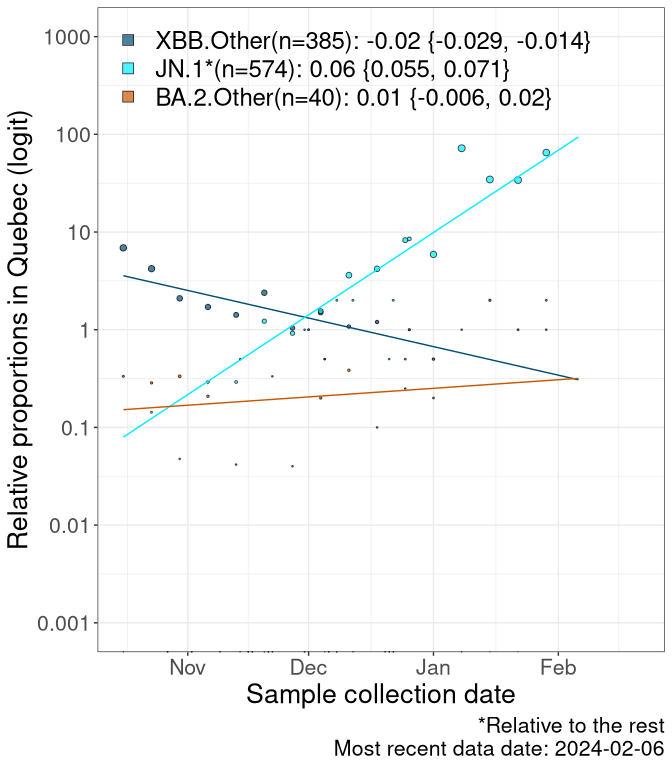 XBB.Other(n=385): -0.02 {-0.029, -0.014}
JN.1*(n=574): 0.06 {0.055, 0.071}
BA.2.Other(n=40): 0.01 {-0.006, 0.02}
Relative proportions in Quebec (logit)
1000
100
10
1
0.1
0.01
0.001
Nov Dec Jan Feb
Sample collection date
*Relative to the rest
Most recent data date: 2024-02-06